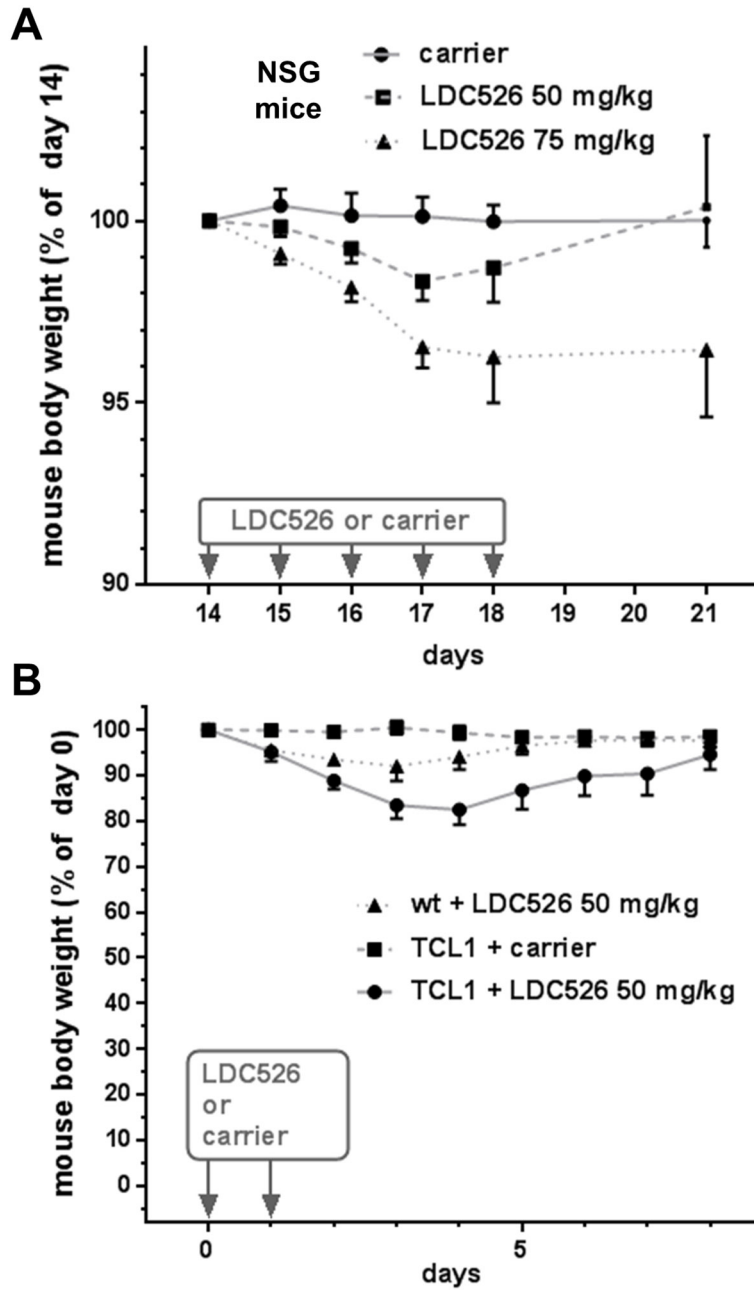 A
NSG
mice
carrier
LDC526 50 mg/kg
LDC526 75 mg/kg
mouse body weight (% of day 14)
100
95
90
LDC526 or carrier
14 15 16 17 18 19 20 21
days
B
mouse body weight (% of day 0)
100
90
80
70
60
50
40
30
20
10
0
wt + LDC526 50 mg/kg
TCL1 + carrier
TCL1 + LDC526 50 mg/kg
LDC526
or
carrier
0 5
days